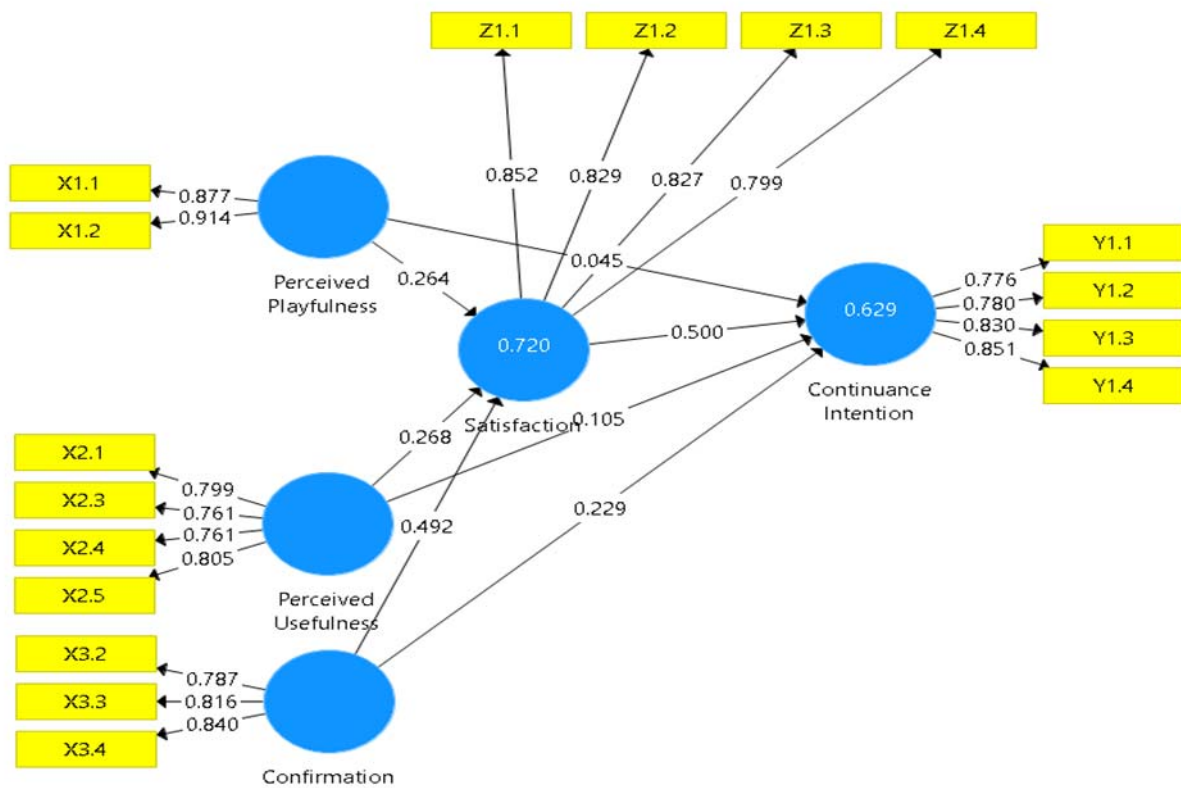 Z1.1
Z1.2
Z1.3
Z1.4
0.852
0.829
0.827
0.799
X1.1
X1.2
0.877
0.914
Perceived
Playfulness
0.264
0.045
0.720
Satisfaction
0.500
0.629
Continuance
Intention
0.776
0.780
0.830
0.851
Y1.1
Y1.2
Y1.3
Y1.4
X2.1
X2.3
X2.4
X2.5
0.799
0.761
0.761
0.805
Perceived
Usefulness
0.268
0.105
0.492
0.229
X3.2
X3.3
X3.4
0.787
0.816
0.840
Confirmation